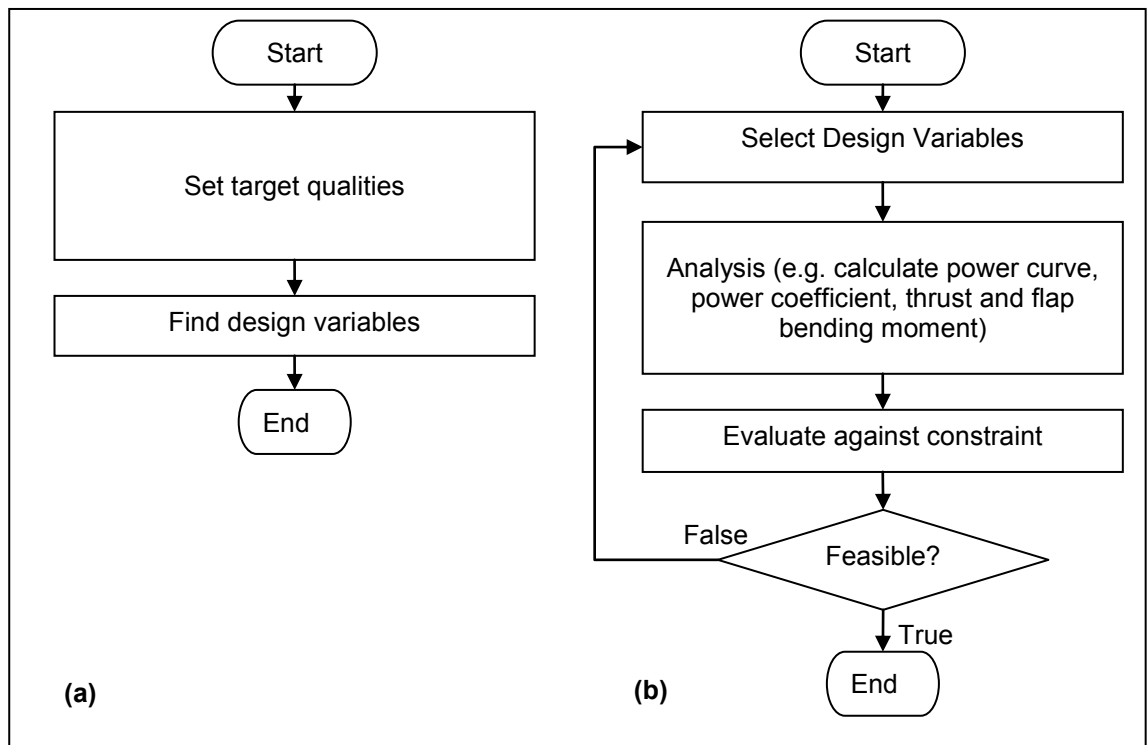 Start
Set target qualities
Find design variables
End
(a)
Start
Select Design Variables
Analysis (e.g. calculate power curve,
power coefficient, thrust and flap
bending moment)
Evaluate against constraint
False
Feasible?
True
End
(b)